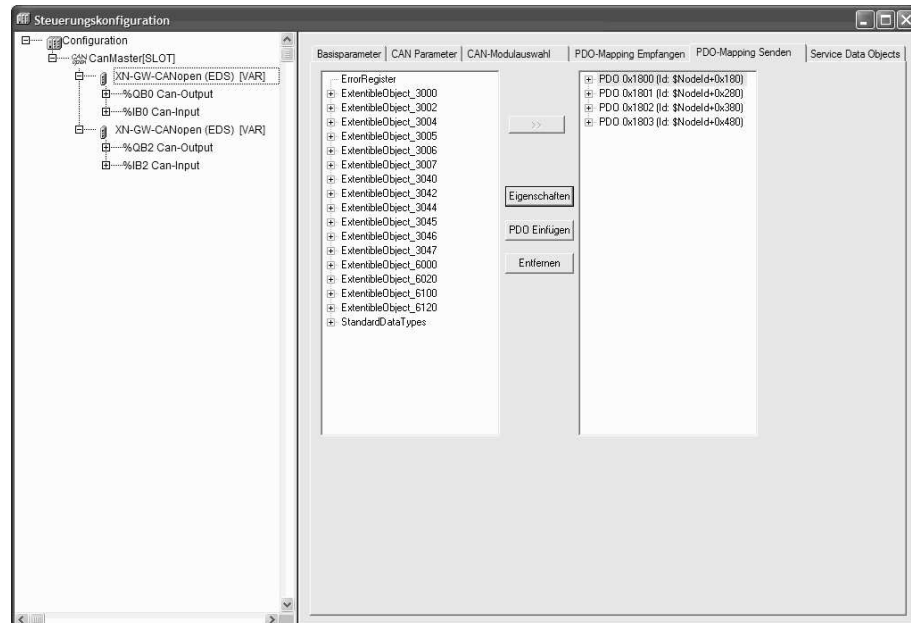 Steuerungskonfiguration
Configuration
CanMaster[SLOT]
XN-GW-CANopen (EDS) [VAR]
%QB0 Can-Output
%IB0 Can-Input
XN-GW-CANopen (EDS) [VAR]
%QB2 Can-Output
%IB2 Can-Input
Basisparameter CAN Parameter CAN-Modulauswahl PDO-Mapping Empfangen PDO-Mapping Senden Service Data Objects
ErrorRegister
ExtentibleObject_3000
ExtentibleObject_3002
ExtentibleObject_3004
ExtentibleObject_3005
ExtentibleObject_3006
ExtentibleObject_3007
ExtentibleObject_3040
ExtentibleObject_3042
ExtentibleObject_3044
ExtentibleObject_3045
ExtentibleObject_3046
ExtentibleObject_3047
ExtentibleObject_6000
ExtentibleObject_6020
ExtentibleObject_6100
ExtentibleObject_6120
StandardDataTypes
>>
Eigenschaften
PDO Einfügen
Entfernen
PDO 0x1800 (Id: $NodeId+0x180)
PDO 0x1801 (Id: $NodeId+0x280)
PDO 0x1802 (Id: $NodeId+0x380)
PDO 0x1803 (Id: $NodeId+0x480)